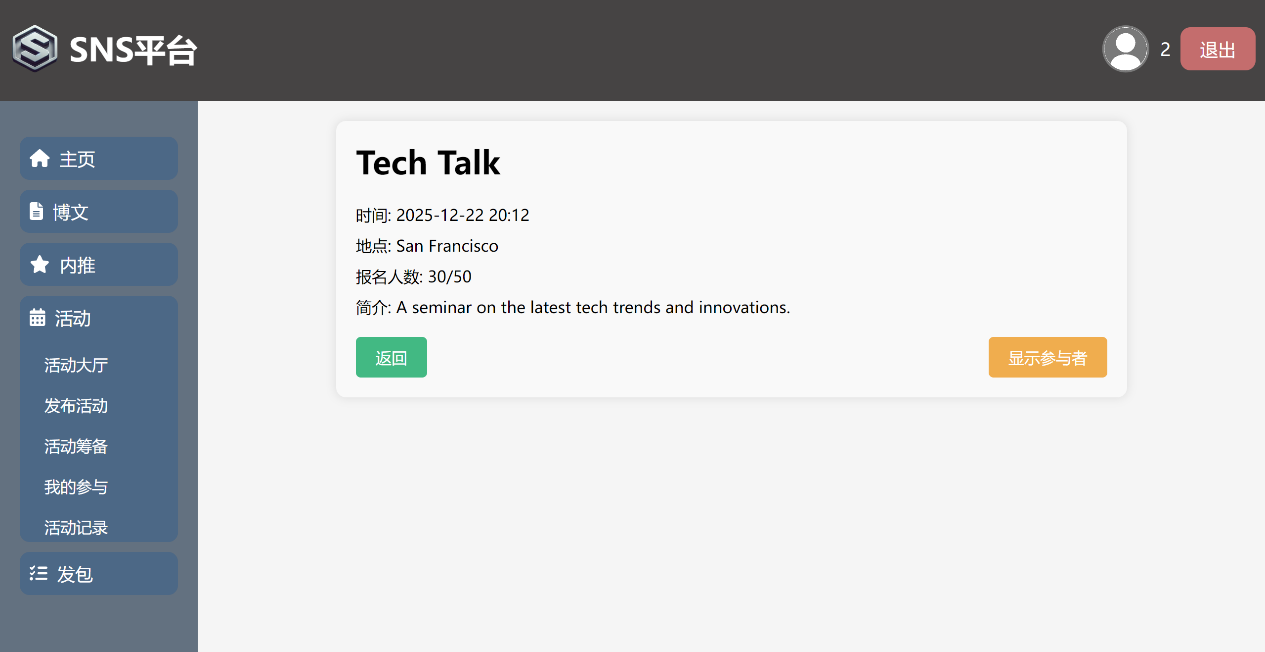 SNS平台
2
退出
主页
博文
内推
活动
活动大厅
发布活动
活动筹备
我的参与
活动记录
发包
Tech Talk
时间: 2025-12-22 20:12
地点: San Francisco
报名人数: 30/50
简介: A seminar on the latest tech trends and innovations.
返回
显示参与者